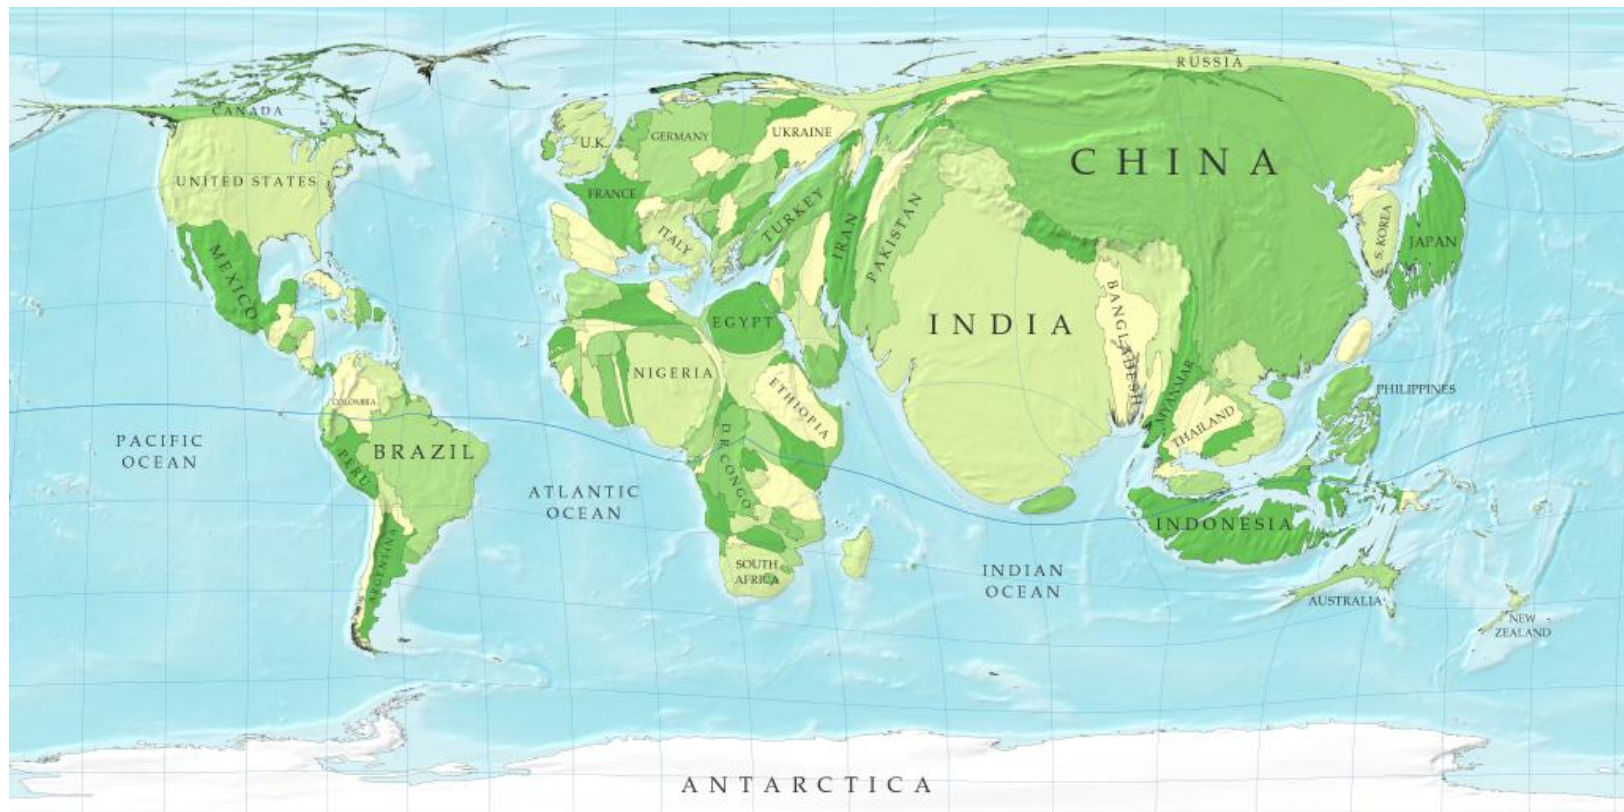 RUSSIA
CANADA
U.K.
GERMANY
UKRAINE
CHINA
UNITED STATES
FRANCE
TURKEY
ITALY
IRAN
PAKISTAN
S. KOREA
JAPAN
MEXICO
EGYPT
INDIA
BANGLADESH
NIGERIA
ETHIOPIA
MYANMAR
THAILAND
PHILIPPINES
COLOMBIA
PACIFIC
OCEAN
BRAZIL
PERU
D R CONGO
ATLANTIC
OCEAN
INDONESIA
ARGENTINA
SOUTH
AFRICA
INDIAN
OCEAN
AUSTRALIA
NEW
ZEALAND
ANTARCTICA